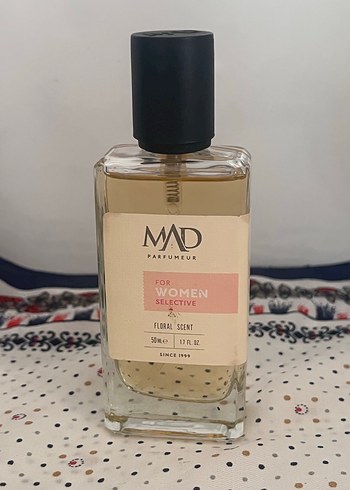 MAD
PARFUMEUR
FOR
WOMEN
SELECTIVE
FLORAL SCENT
50ML℮ 1.7 FL. OZ.
SINCE 1999